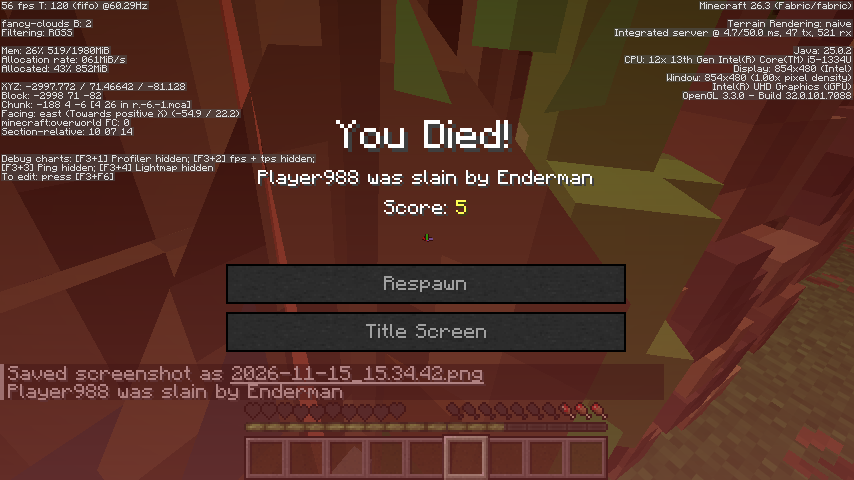 56 fps T: 120 (fifo) @60.29Hz
Minecraft 26.3 (Fabric/fabric)
fancy-clouds B: 2
Filtering: RGSS
Terrain Rendering: naive
Integrated server @ 4.7/50.0 ms, 47 tx, 521 rx
Mem: 26% 519/1980MiB
Allocation rate: 061MiB/s
Allocated: 43% 852MiB
Java: 25.0.2
CPU: 12x 13th Gen Intel(R) Core(TM) i5-1334U
Display: 854x480 (Intel)
Window: 854x480 (1.00x pixel density)
Intel(R) UHD Graphics (iGPU)
OpenGL 3.3.0 - Build 32.0.101.7088
XYZ: -2997.772 / 71.46642 / -81.128
Block: -2998 71 -82
Chunk: -188 4 -6 [4 26 in r.-6.-1.mca]
Facing: east (Towards positive X) (-54.9 / 22.2)
minecraft:overworld FC: 0
Section-relative: 10 07 14
Debug charts: [F3+1] Profiler hidden; [F3+2] fps + tps hidden;
[F3+3] Ping hidden; [F3+4] Lightmap hidden
To edit: press [F3+F6]
You Died!
Player988 was slain by Enderman
Score: 5
Respawn
Title Screen
Saved screenshot as 2026-11-15_15.34.42.png
Player988 was slain by Enderman